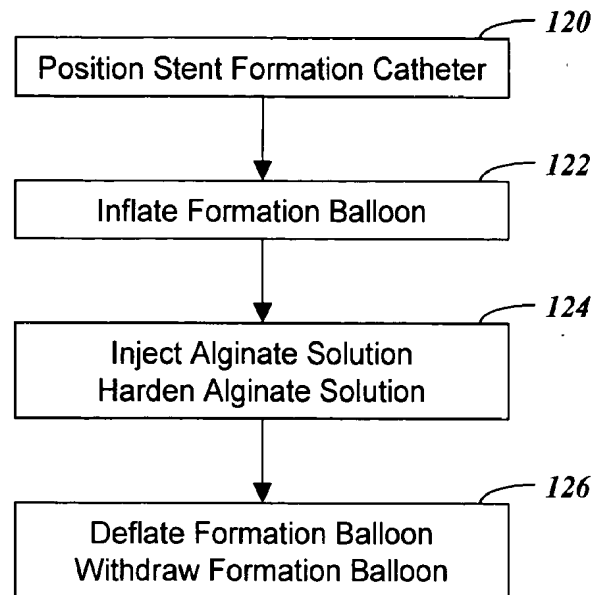 120
Position Stent Formation Catheter
122
Inflate Formation Balloon
124
Inject Alginate Solution
Harden Alginate Solution
126
Deflate Formation Balloon
Withdraw Formation Balloon